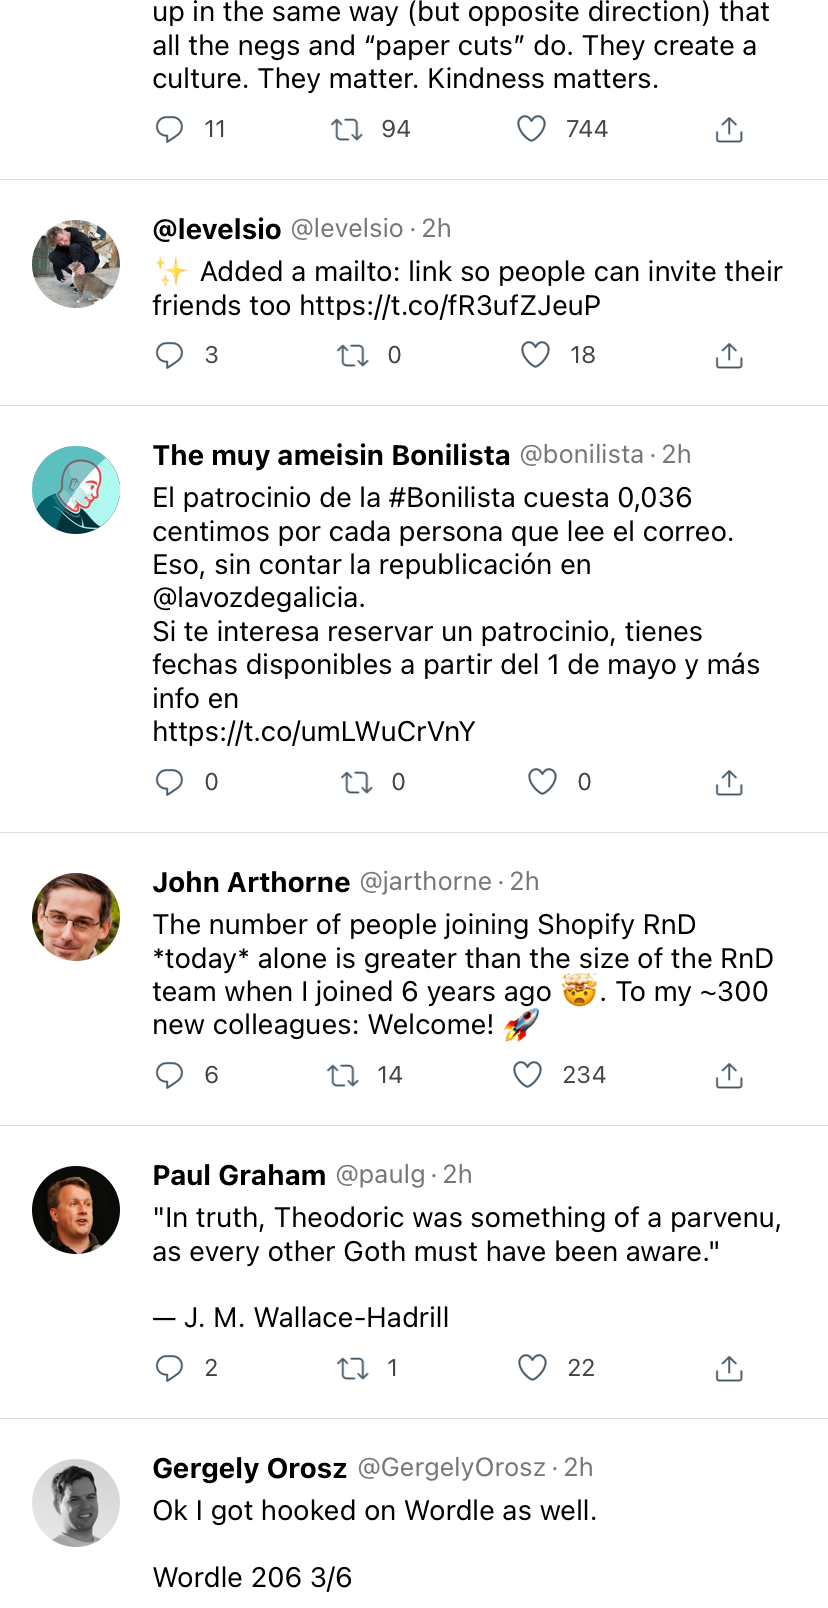 up in the same way (but opposite direction) that
all the negs and “paper cuts” do. They create a
culture. They matter. Kindness matters.
11 94 744
@levelsio @levelsio · 2h
✨ Added a mailto: link so people can invite their
friends too https://t.co/fR3ufZJeuP
3 0 18
The muy ameisin Bonilista @bonilista · 2h
El patrocinio de la #Bonilista cuesta 0,036
centimos por cada persona que lee el correo.
Eso, sin contar la republicación en
@lavozdegalicia.
Si te interesa reservar un patrocinio, tienes
fechas disponibles a partir del 1 de mayo y más
info en
https://t.co/umLWuCrVnY
0 0 0
John Arthorne @jarthorne · 2h
The number of people joining Shopify RnD
*today* alone is greater than the size of the RnD
team when I joined 6 years ago 🤯. To my ~300
new colleagues: Welcome! 🚀
6 14 234
Paul Graham @paulg · 2h
"In truth, Theodoric was something of a parvenu,
as every other Goth must have been aware."
— J. M. Wallace-Hadrill
2 1 22
Gergely Orosz @GergelyOrosz · 2h
Ok I got hooked on Wordle as well.
Wordle 206 3/6